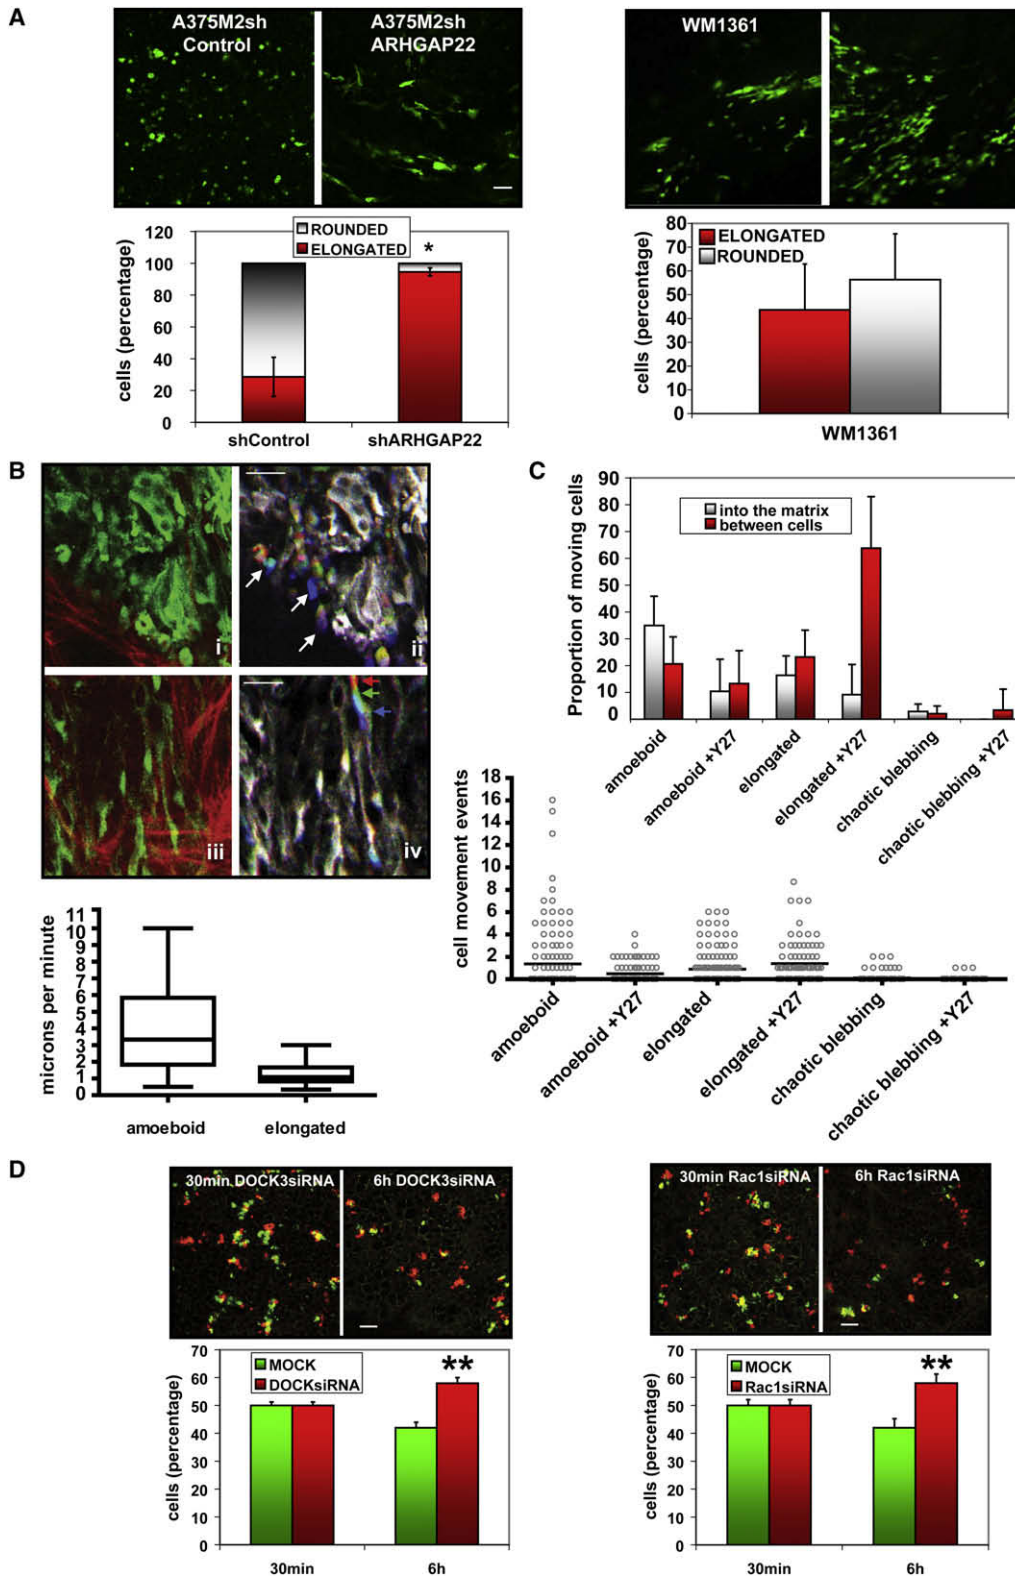 A
A375M2sh
Control
A375M2sh
ARHGAP22
WM1361
120
100
80
60
40
20
0
cells (percentage)
ROUNDED
ELONGATED
*
shControl
shARHGAP22
80
70
60
50
40
30
20
10
0
cells (percentage)
ELONGATED
ROUNDED
WM1361
B
i
ii
iii
iv
11
10
9
8
7
6
5
4
3
2
1
0
microns per minute
amoeboid
elongated
C
90
80
70
60
50
40
30
20
10
0
Proportion of moving cells
into the matrix
between cells
amoeboid
amoeboid +Y27
elongated
elongated +Y27
chaotic blebbing
chaotic blebbing +Y27
18
16
14
12
10
8
6
4
2
0
cell movement events
amoeboid
amoeboid +Y27
elongated
elongated +Y27
chaotic blebbing
chaotic blebbing +Y27
D
30min DOCK3siRNA
6h DOCK3siRNA
30min Rac1siRNA
6h Rac1siRNA
70
60
50
40
30
20
10
0
cells (percentage)
MOCK
DOCKsiRNA
**
30min
6h
70
60
50
40
30
20
10
0
cells (percentage)
MOCK
Rac1siRNA
**
30min
6h